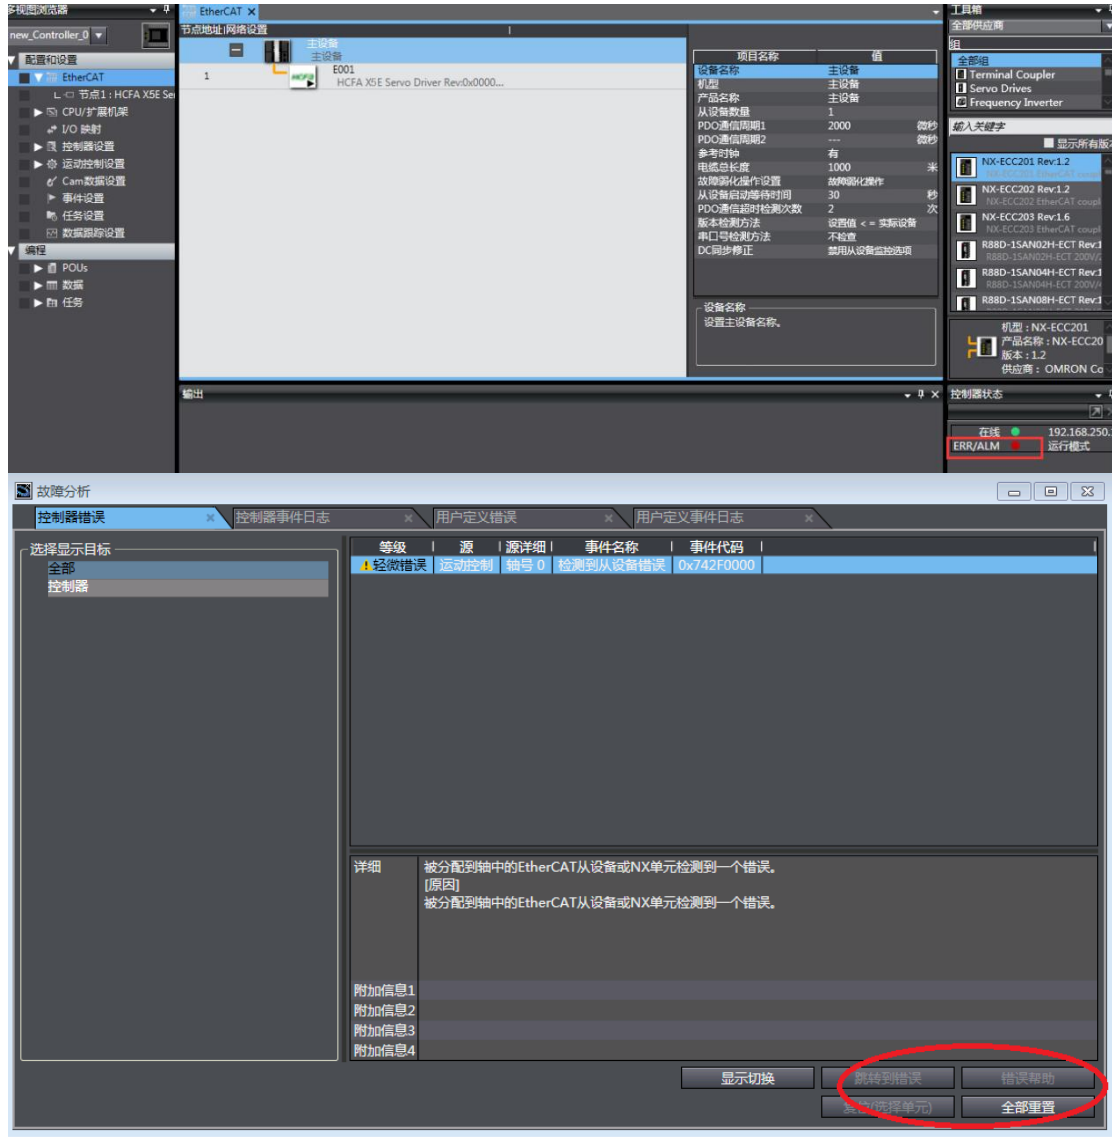 多视图浏览器
new_Controller_0
配置和设置
EtherCAT
节点1 : HCFA X5E Se
CPU/扩展机架
I/O 映射
控制器设置
运动控制设置
Cam数据设置
事件设置
任务设置
数据跟踪设置
编程
POUs
数据
任务
EtherCAT
节点地址|网络设置
主设备
主设备
1
HCFA
E001
HCFA X5E Servo Driver Rev:0x0000...
项目名称 值
设备名称 主设备
机型 主设备
产品名称 主设备
从设备数量 1
PDO通信周期1 2000 微秒
PDO通信周期2 --- 微秒
参考时钟 有
电缆总长度 1000 米
故障弱化操作设置 故障弱化操作
从设备启动等待时间 30 秒
PDO通信超时检测次数 2 次
版本检测方法 设置值 < = 实际设备
串口号检测方法 不检查
DC同步修正 禁用从设备监控选项
设备名称
设置主设备名称。
输出
工具箱
全部供应商
组
全部组
Terminal Coupler
Servo Drives
Frequency Inverter
输入关键字
显示所有版本
NX-ECC201 Rev:1.2
NX-ECC201 EtherCAT coupl
NX-ECC202 Rev:1.2
NX-ECC202 EtherCAT coupl
NX-ECC203 Rev:1.6
NX-ECC203 EtherCAT coupl
R88D-1SAN02H-ECT Rev:1
R88D-1SAN02H-ECT 200V/
R88D-1SAN04H-ECT Rev:1
R88D-1SAN04H-ECT 200V/
R88D-1SAN08H-ECT Rev:1
机型 : NX-ECC201
产品名称 : NX-ECC20
版本 : 1.2
供应商 : OMRON Co
控制器状态
在线 192.168.250.
ERR/ALM 运行模式
故障分析
控制器错误 控制器事件日志 用户定义错误 用户定义事件日志
选择显示目标
全部
控制器
等级 源 源详细 事件名称 事件代码
轻微错误 运动控制 轴号 0 检测到从设备错误 0x742F0000
详细 被分配到轴中的EtherCAT从设备或NX单元检测到一个错误。
[原因]
被分配到轴中的EtherCAT从设备或NX单元检测到一个错误。
附加信息1
附加信息2
附加信息3
附加信息4
显示切换 跳转到错误 错误帮助
复位(选择单元) 全部重置